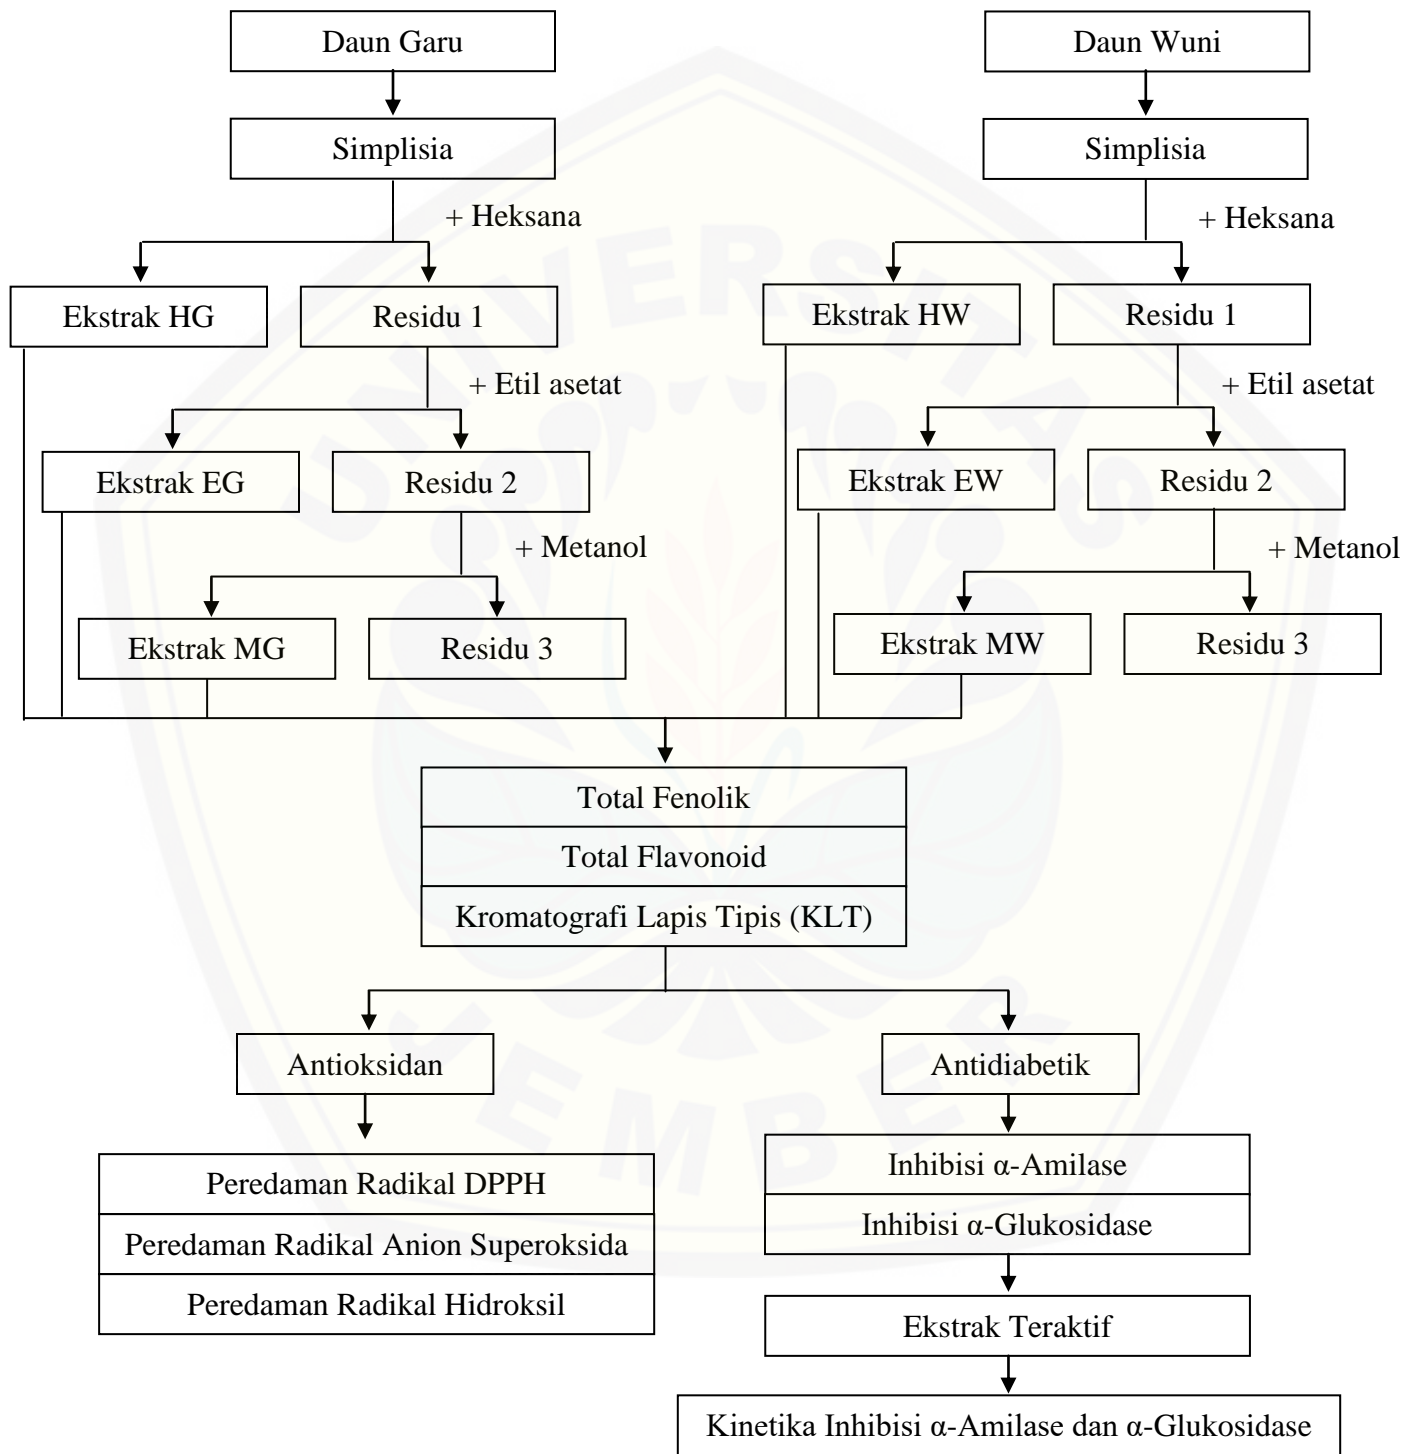 Daun Garu
Daun Wuni
Simplisia
Simplisia
+ Heksana
+ Heksana
Ekstrak HG
Residu 1
Ekstrak HW
Residu 1
+ Etil asetat
+ Etil asetat
Ekstrak EG
Residu 2
Ekstrak EW
Residu 2
+ Metanol
+ Metanol
Ekstrak MG
Residu 3
Ekstrak MW
Residu 3
Total Fenolik
Total Flavonoid
Kromatografi Lapis Tipis (KLT)
Antioksidan
Antidiabetik
Peredaman Radikal DPPH
Peredaman Radikal Anion Superoksida
Peredaman Radikal Hidroksil
Inhibisi α-Amilase
Inhibisi α-Glukosidase
Ekstrak Teraktif
Kinetika Inhibisi α-Amilase dan α-Glukosidase
UNIVERSITAS
JEMBER